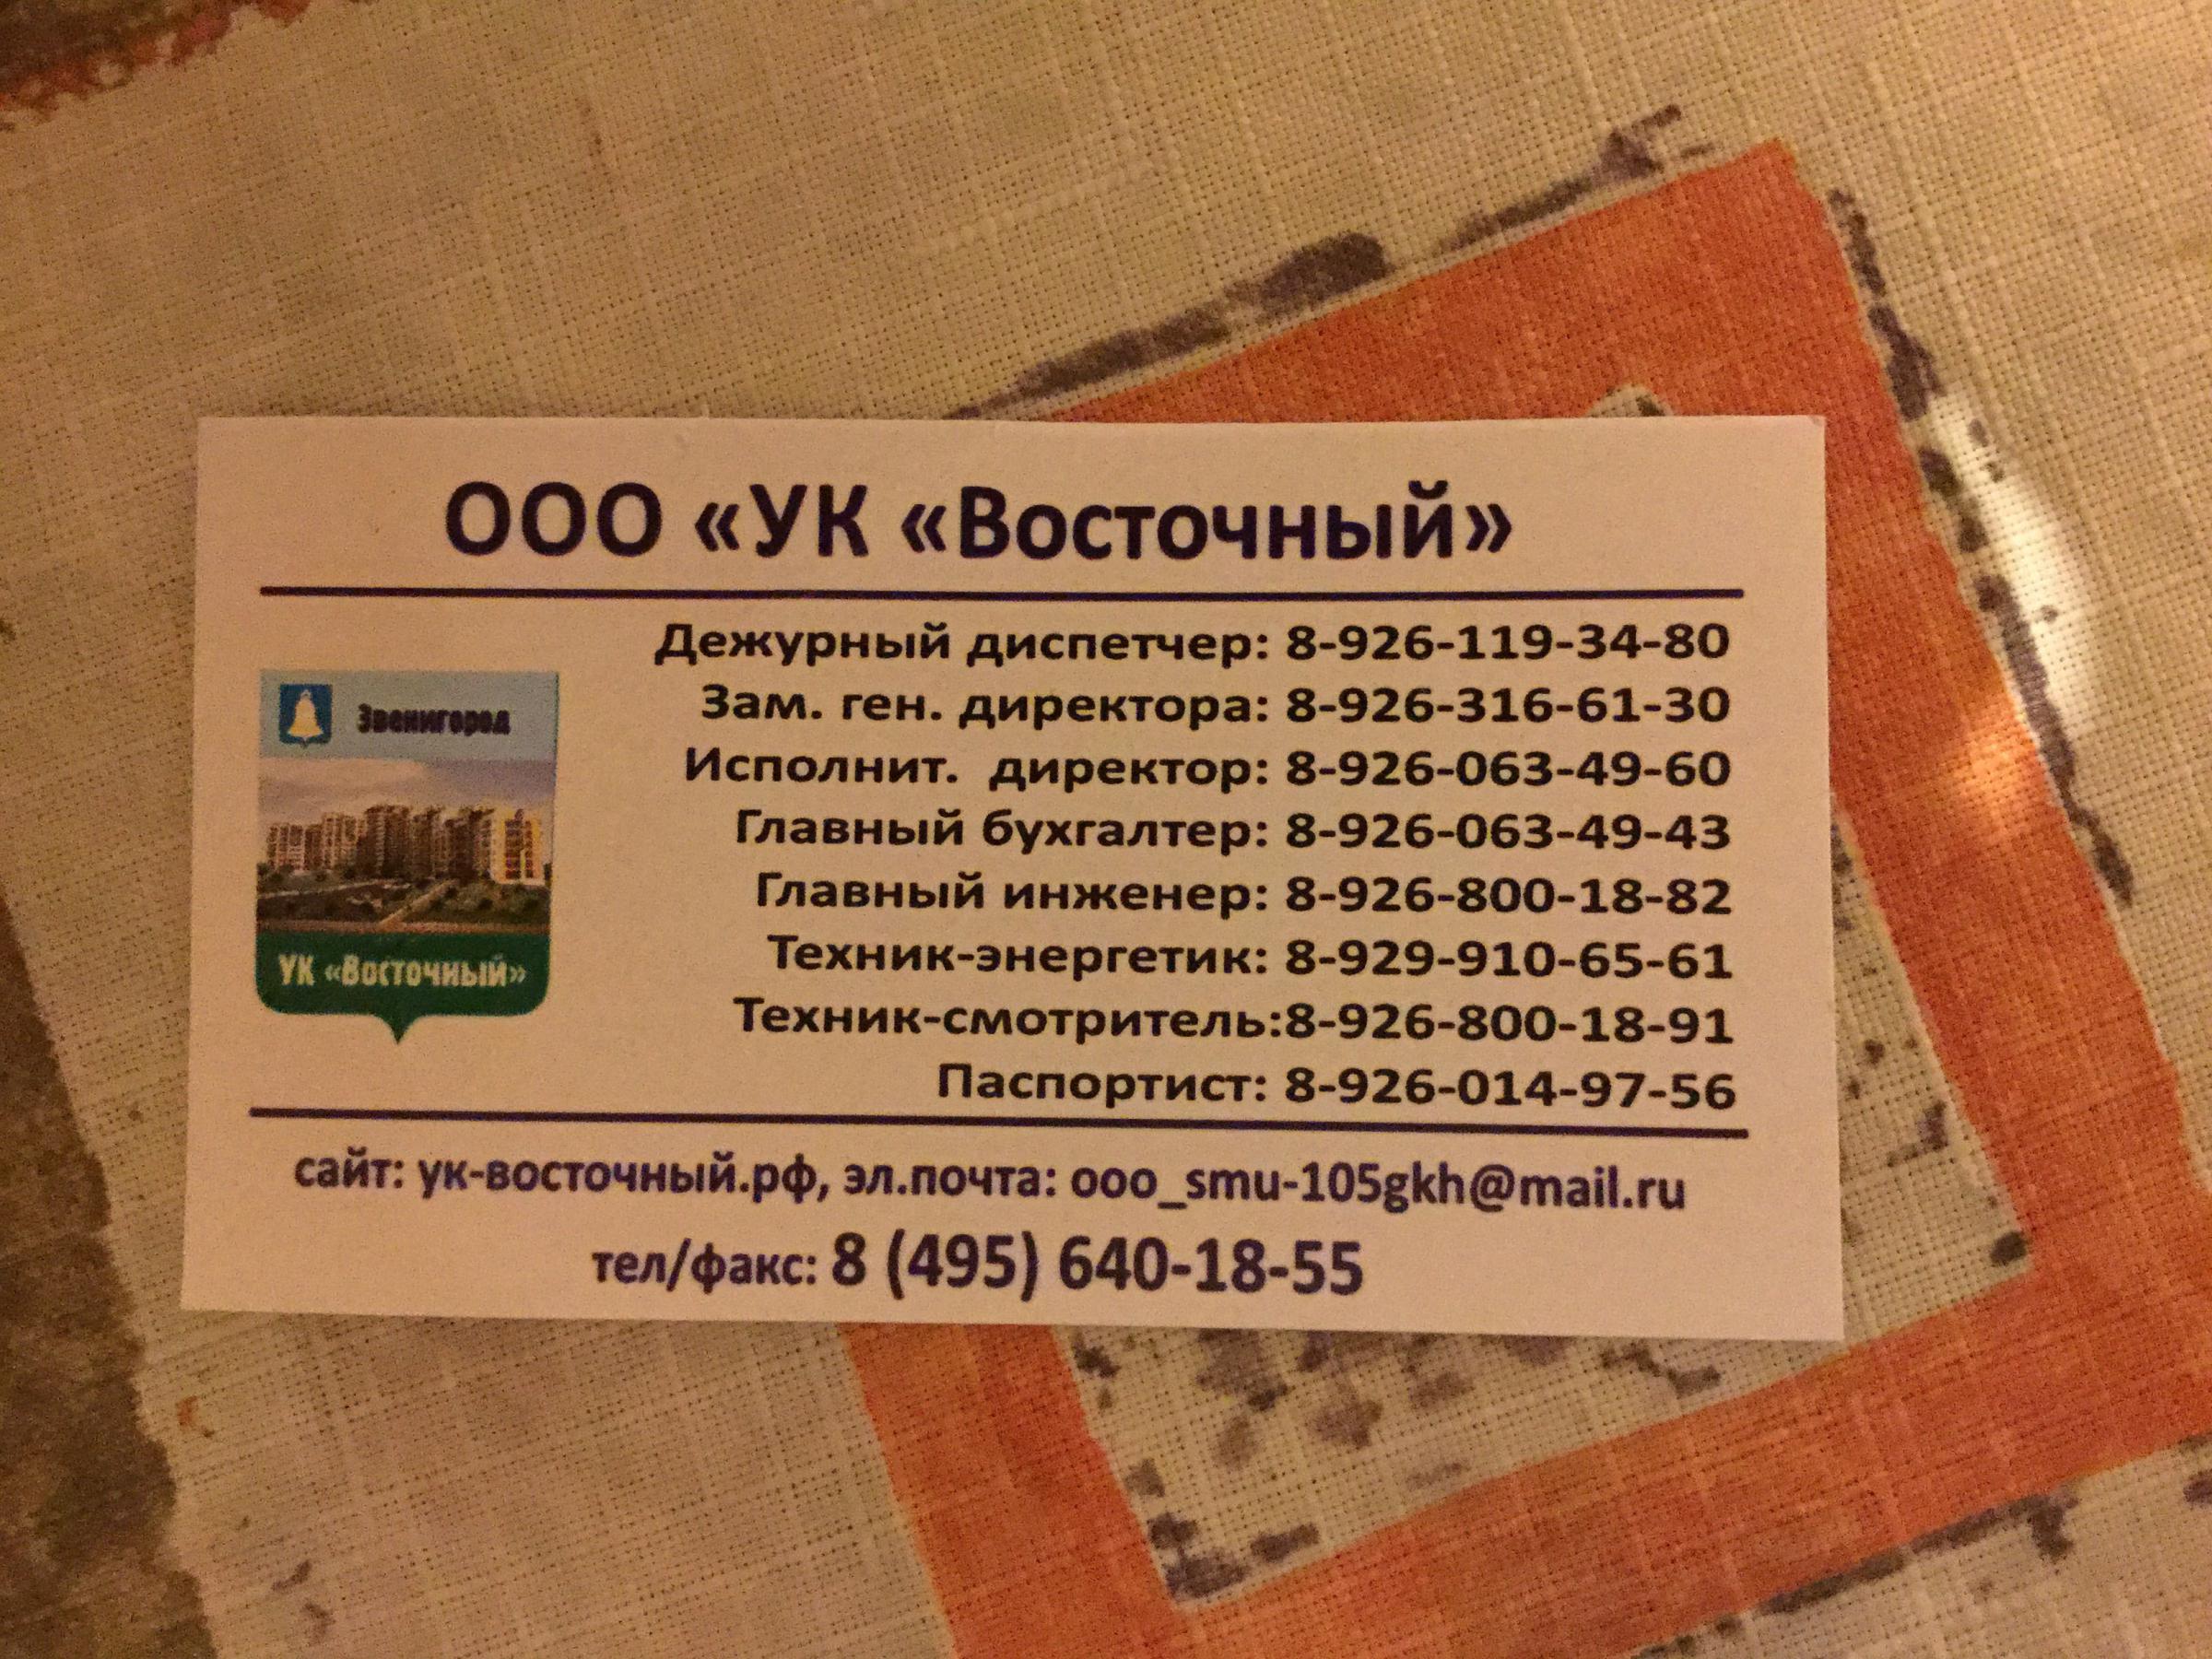 ООО «УК «Восточный»
Дежурный диспетчер: 8-926-119-34-80
Зам. ген. директора: 8-926-316-61-30
Исполнит. директор: 8-926-063-49-60
Главный бухгалтер: 8-926-063-49-43
Главный инженер: 8-926-800-18-82
Техник-энергетик: 8-929-910-65-61
Техник-смотритель:8-926-800-18-91
Паспортист: 8-926-014-97-56
Звенигород
УК «Восточный»
сайт: ук-восточный.рф, эл.почта: ooo_smu-105gkh@mail.ru
тел/факс: 8 (495) 640-18-55